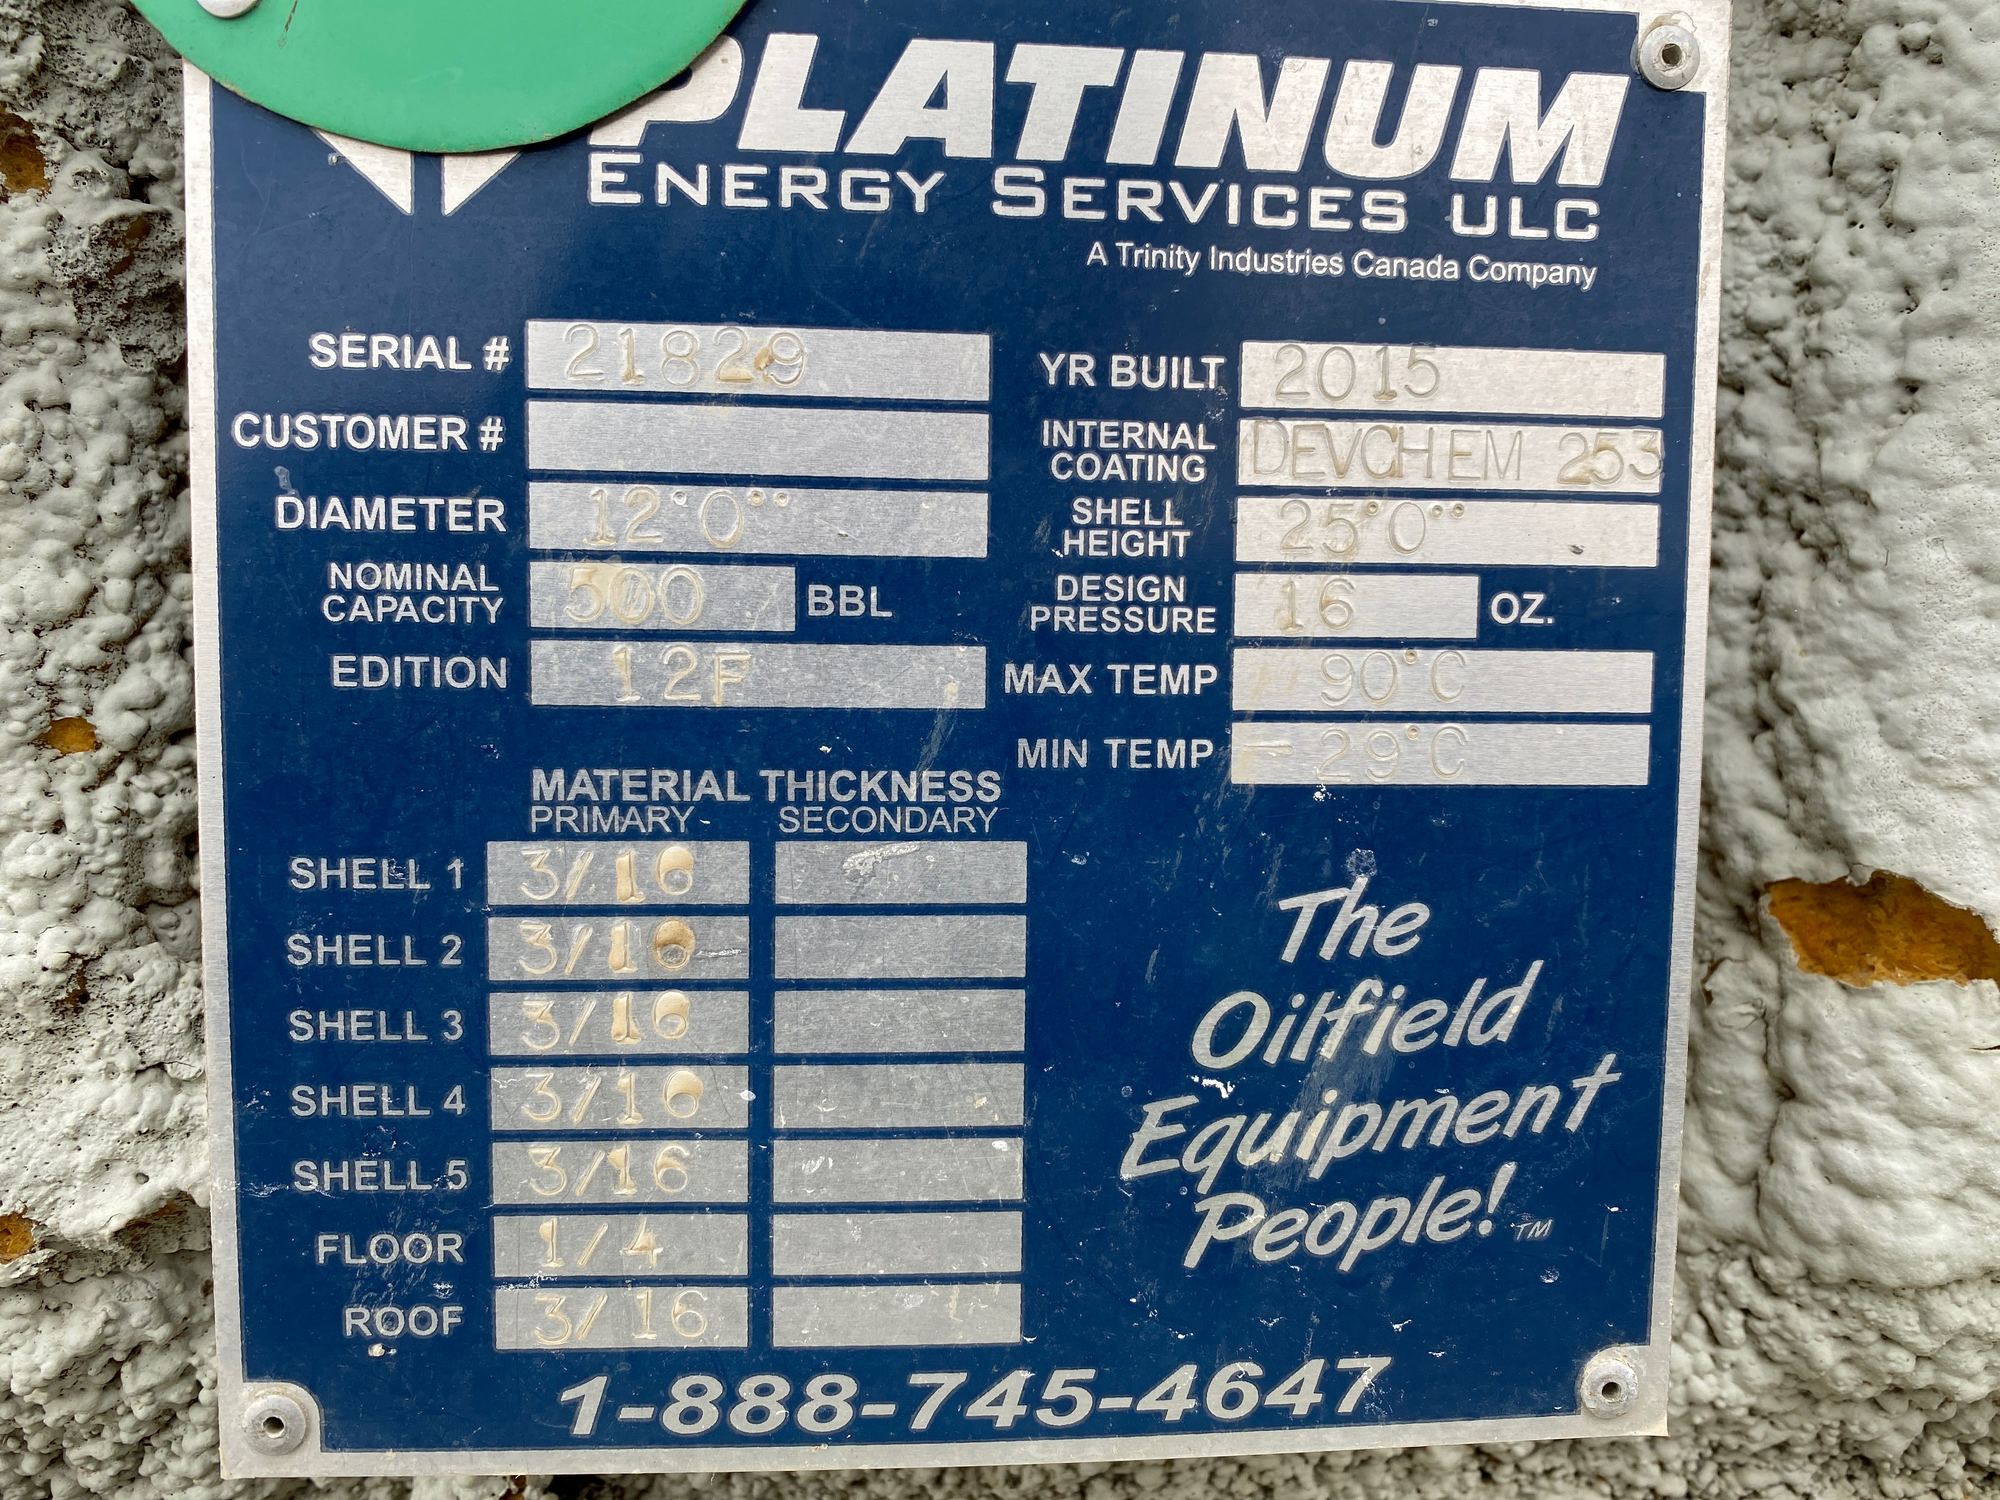 PLATINUM
ENERGY SERVICES ULC
A Trinity Industries Canada Company
SERIAL # 21829
YR BUILT 2015
CUSTOMER #
INTERNAL COATING DEVCHEM 253
DIAMETER 12'0"
SHELL HEIGHT 25'0"
NOMINAL CAPACITY 500 BBL
DESIGN PRESSURE 16 OZ.
EDITION 12F
MAX TEMP 90°C
MIN TEMP -29°C
MATERIAL THICKNESS
PRIMARY SECONDARY
SHELL 1 3/16
SHELL 2 3/16
SHELL 3 3/16
SHELL 4 3/16
SHELL 5 3/16
FLOOR 1/4
ROOF 3/16
The
Oilfield
Equipment
People! TM
1-888-745-4647